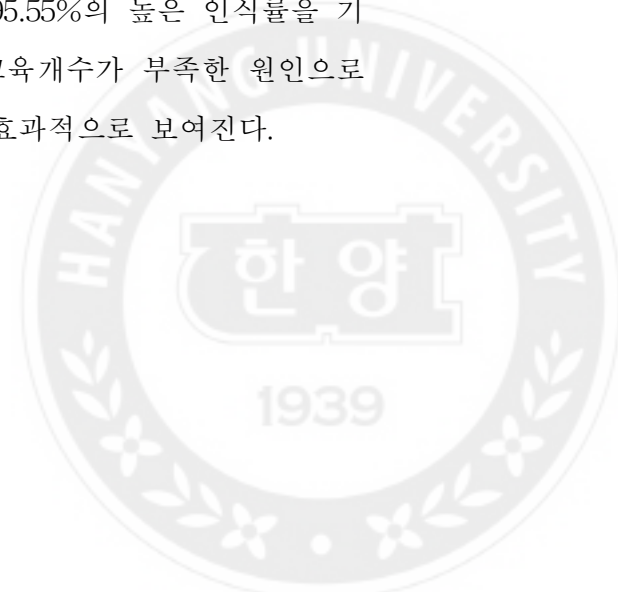 95.55%의 높은 인식률을 기
교육개수가 부족한 원인으로
효과적으로 보여진다.
HANYANG UNIVERSITY
한양
1939